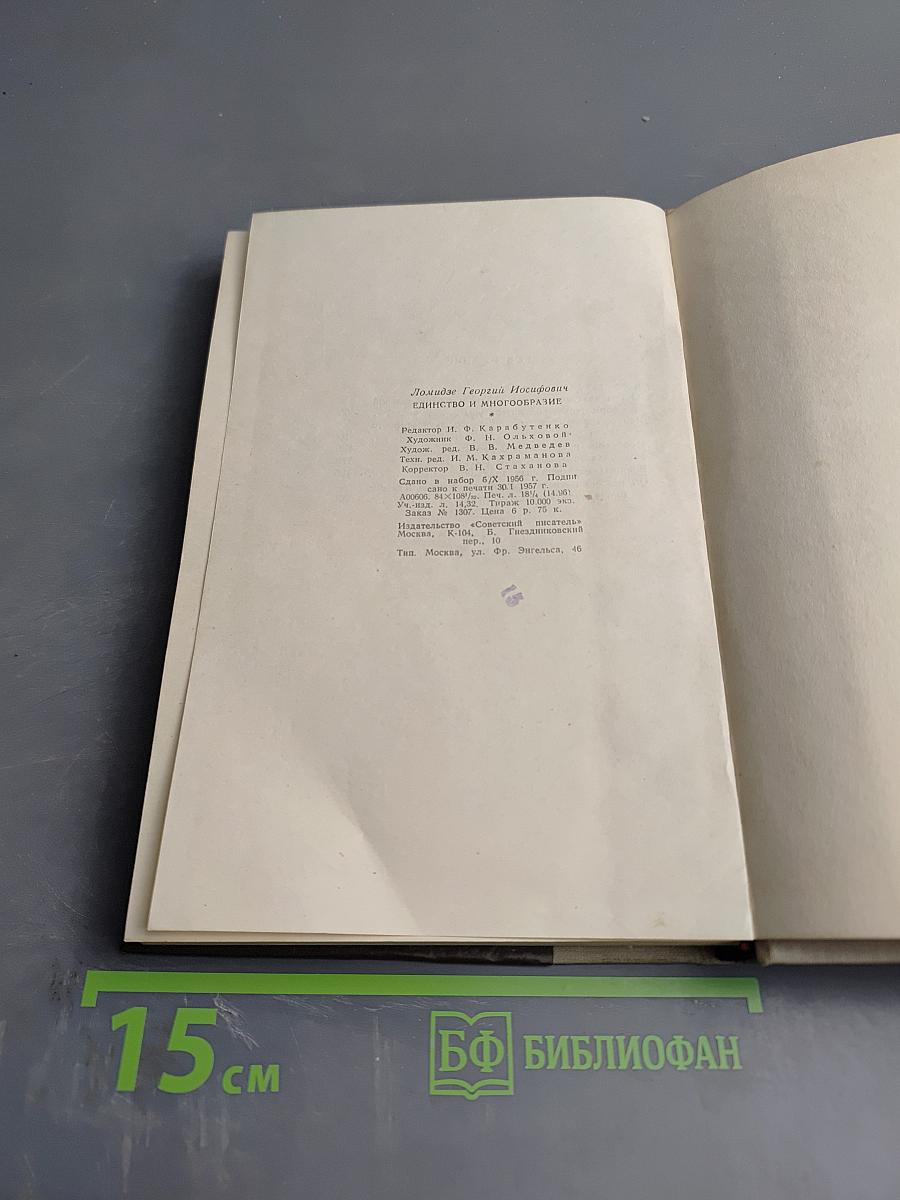 Ломидзе Георгий Иосифович
ЕДИНСТВО И МНОГООБРАЗИЕ
*
Редактор И. Ф. Карабутенко
Художник Ф. Н. Ольховой
Худож. ред. В. В. Медведев
Техн. ред. И. М. Кахраманова
Корректор В. Н. Стаханова
Сдано в набор 5/X 1956 г. Подпи
сано к печати 30/I 1957 г.
А00606. 84×108¹/₃₂. Печ. л. 18¹/₄ (14,96)
Уч.-изд. л. 14,32. Тираж 10.000 экз.
Заказ № 1307. Цена 6 р. 75 к.
Издательство «Советский писатель»
Москва, К-104, Б. Гнездниковский
пер., 10
Тип. Москва, ул. Фр. Энгельса, 46
15
15 см
БФ БИБЛИОФАН